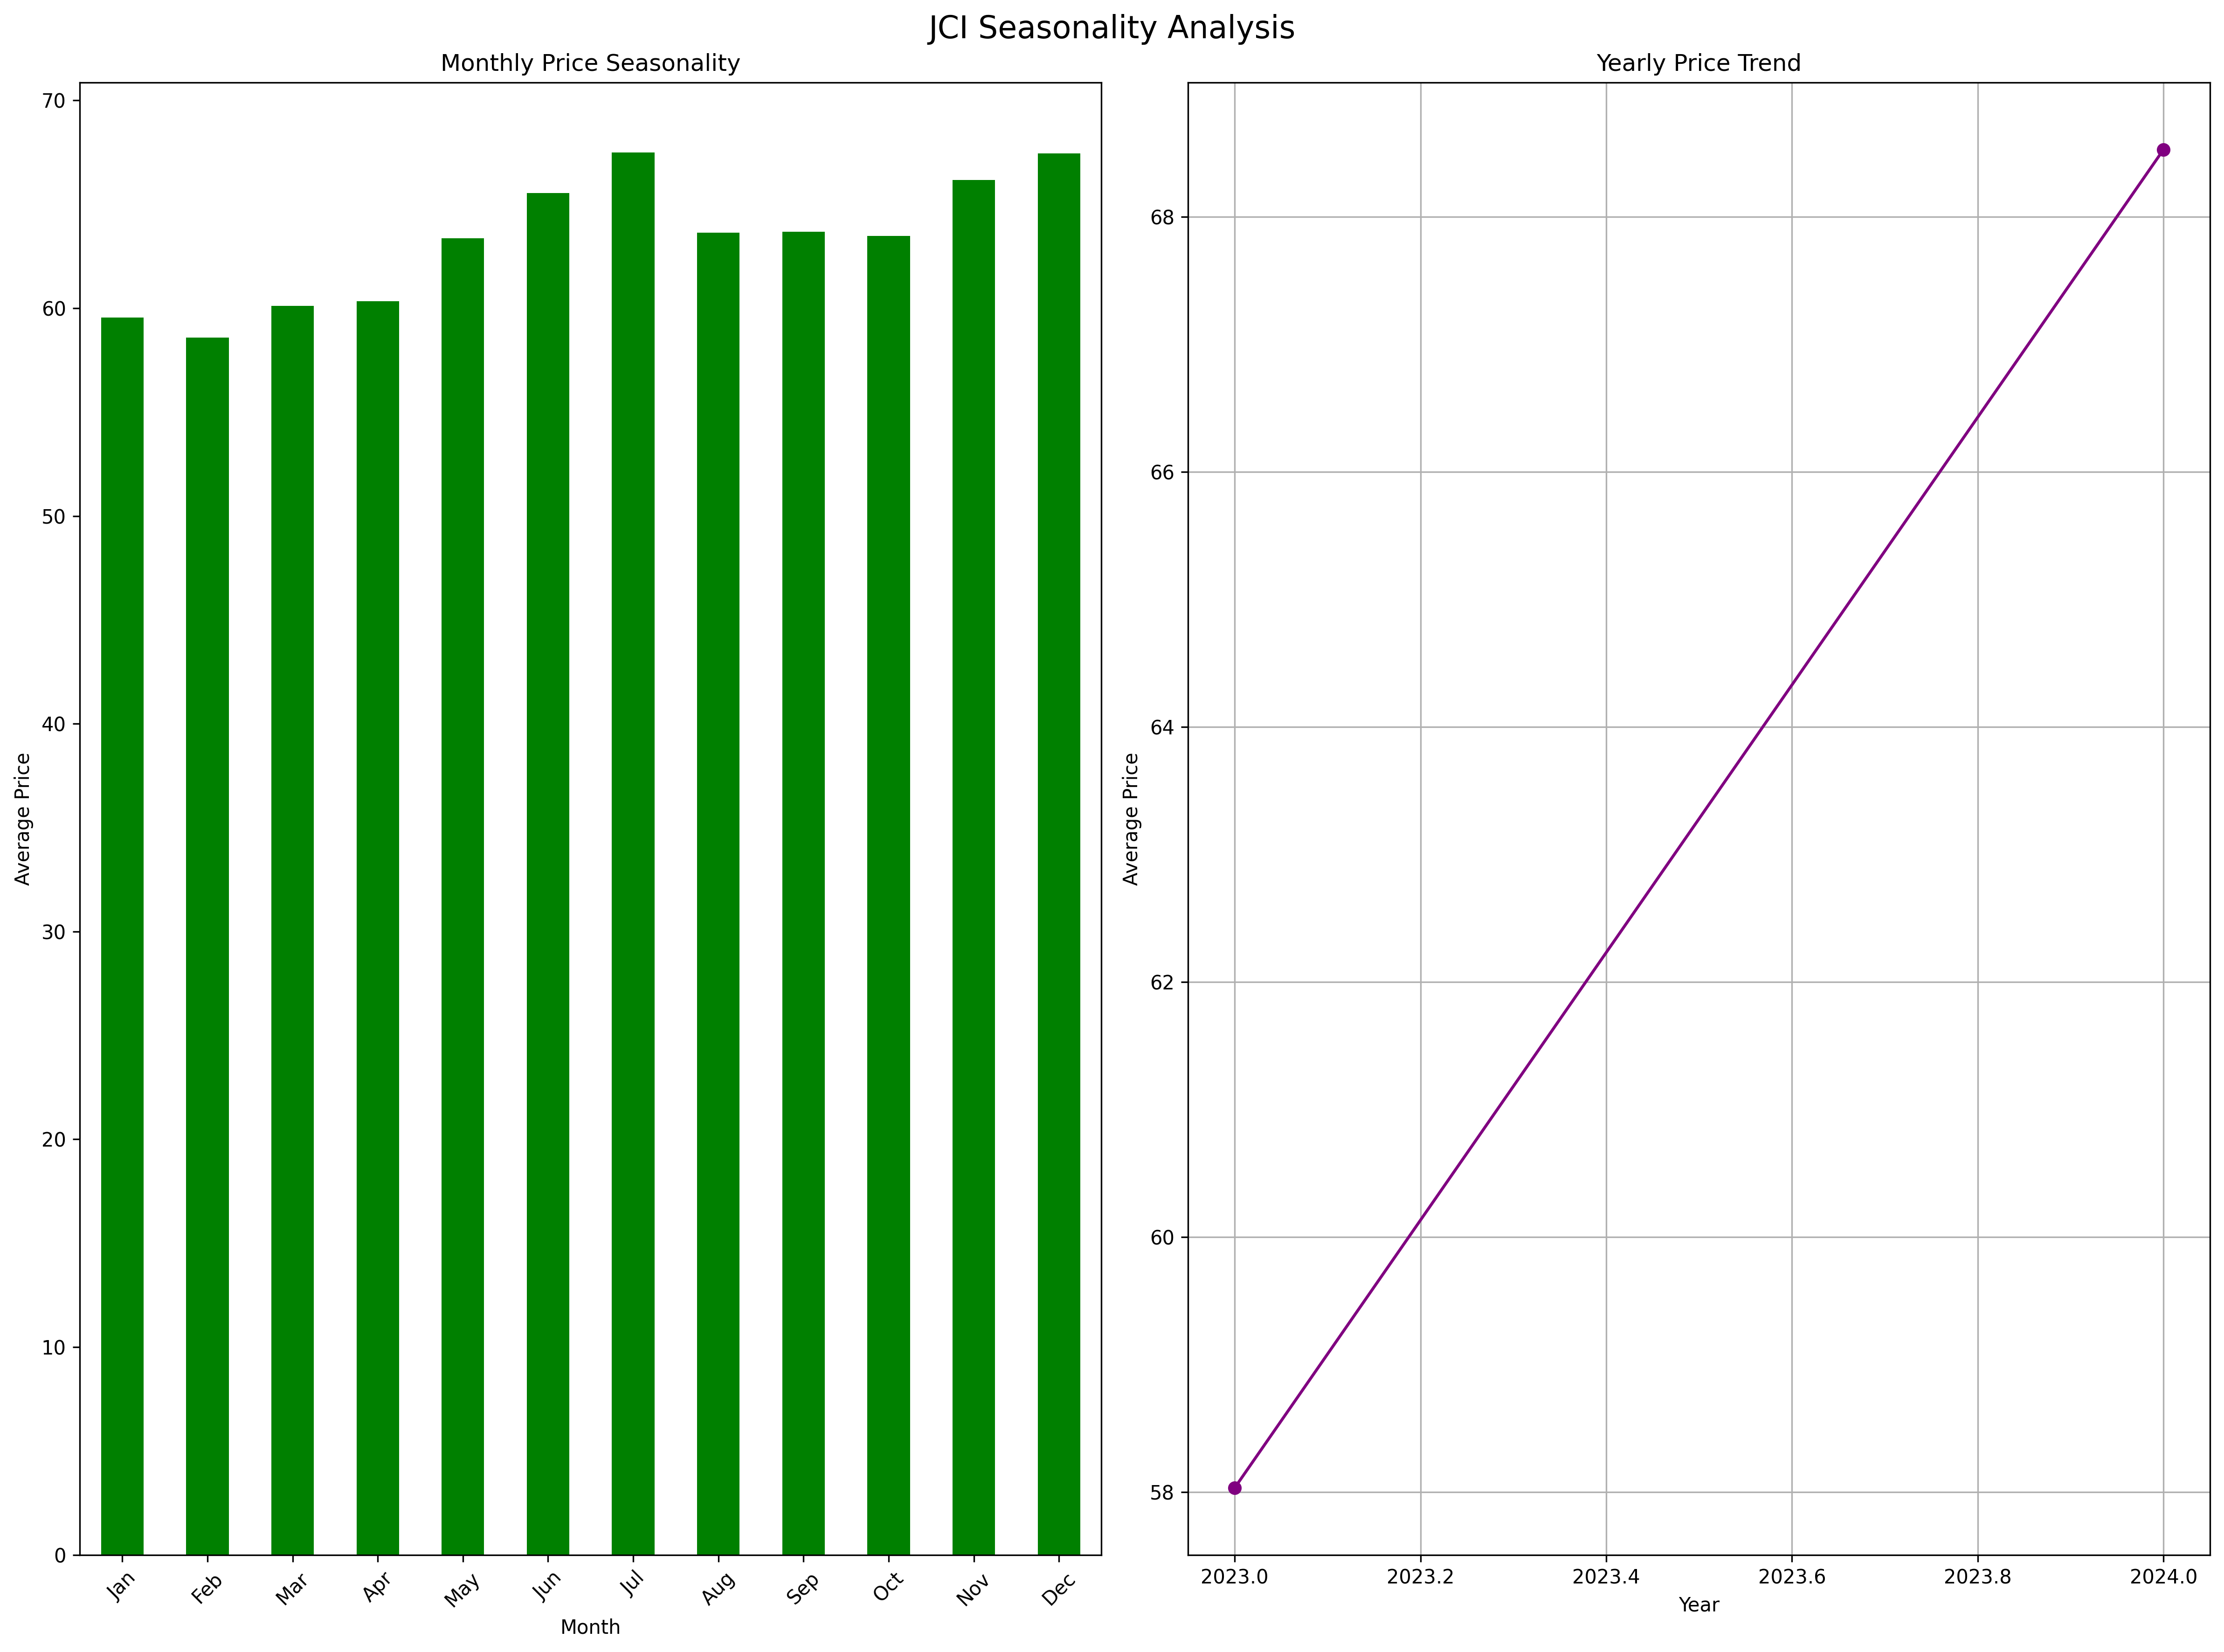 JCI Seasonality Analysis
Monthly Price Seasonality
Average Price
70
60
50
40
30
20
10
0
Jan
Feb
Mar
Apr
May
Jun
Jul
Aug
Sep
Oct
Nov
Dec
Month
Yearly Price Trend
Average Price
68
66
64
62
60
58
2023.0
2023.2
2023.4
2023.6
2023.8
2024.0
Year